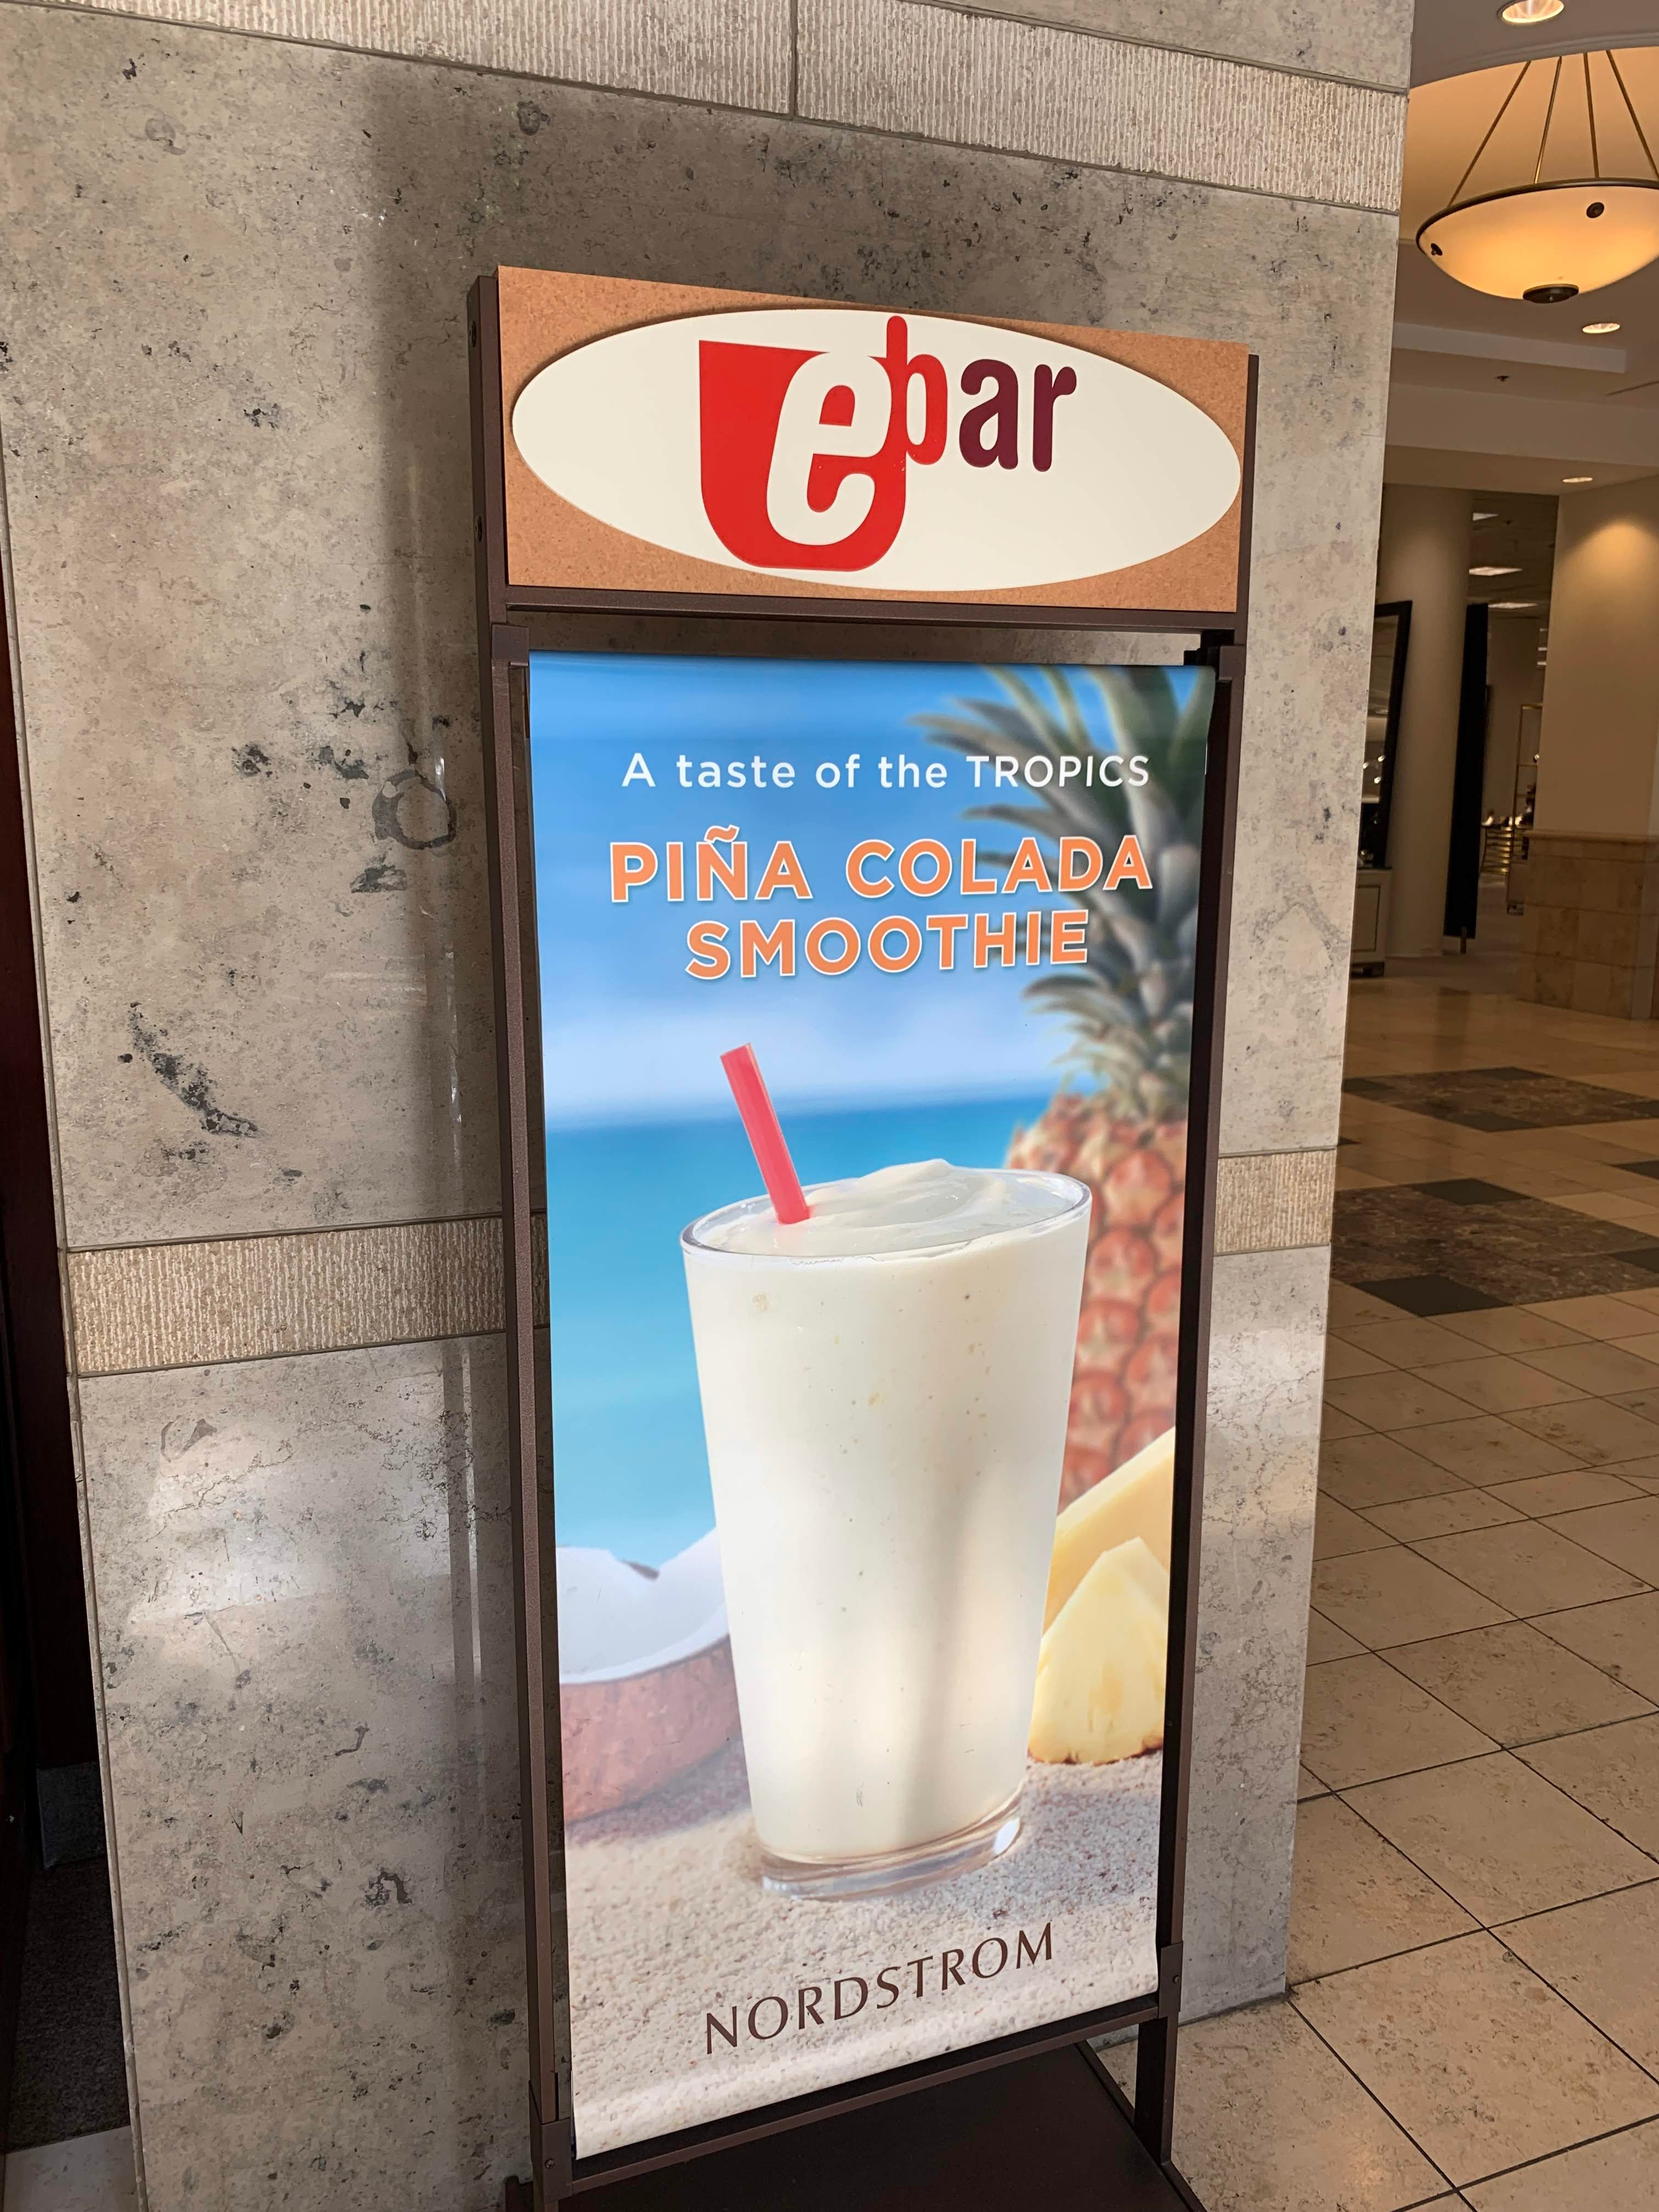 ebar
A taste of the TROPICS
PIÑA COLADA
SMOOTHIE
NORDSTROM